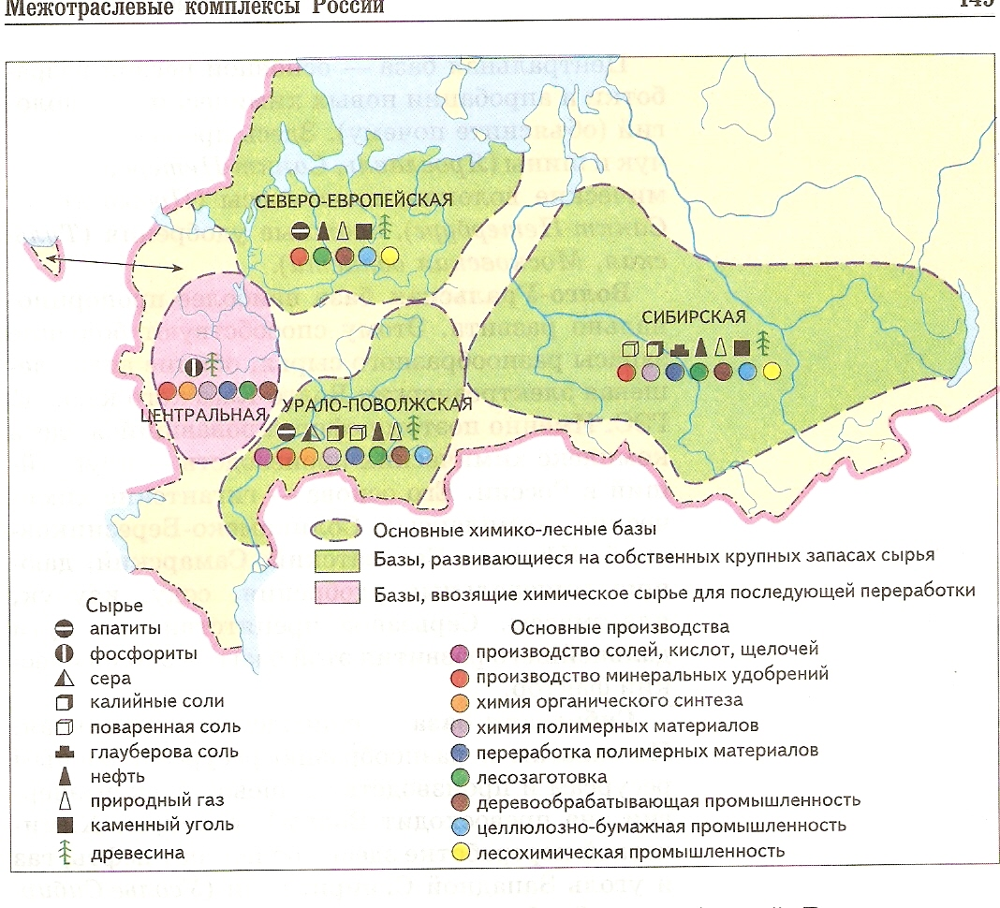 Межотраслевые комплексы России
СЕВЕРО-ЕВРОПЕЙСКАЯ
СИБИРСКАЯ
ЦЕНТРАЛЬНАЯ
УРАЛО-ПОВОЛЖСКАЯ
Основные химико-лесные базы
Базы, развивающиеся на собственных крупных запасах сырья
Базы, ввозящие химическое сырье для последующей переработки
Сырье
апатиты
фосфориты
сера
калийные соли
поваренная соль
глауберова соль
нефть
природный газ
каменный уголь
древесина
Основные производства
производство солей, кислот, щелочей
производство минеральных удобрений
химия органического синтеза
химия полимерных материалов
переработка полимерных материалов
лесозаготовка
деревообрабатывающая промышленность
целлюлозно-бумажная промышленность
лесохимическая промышленность